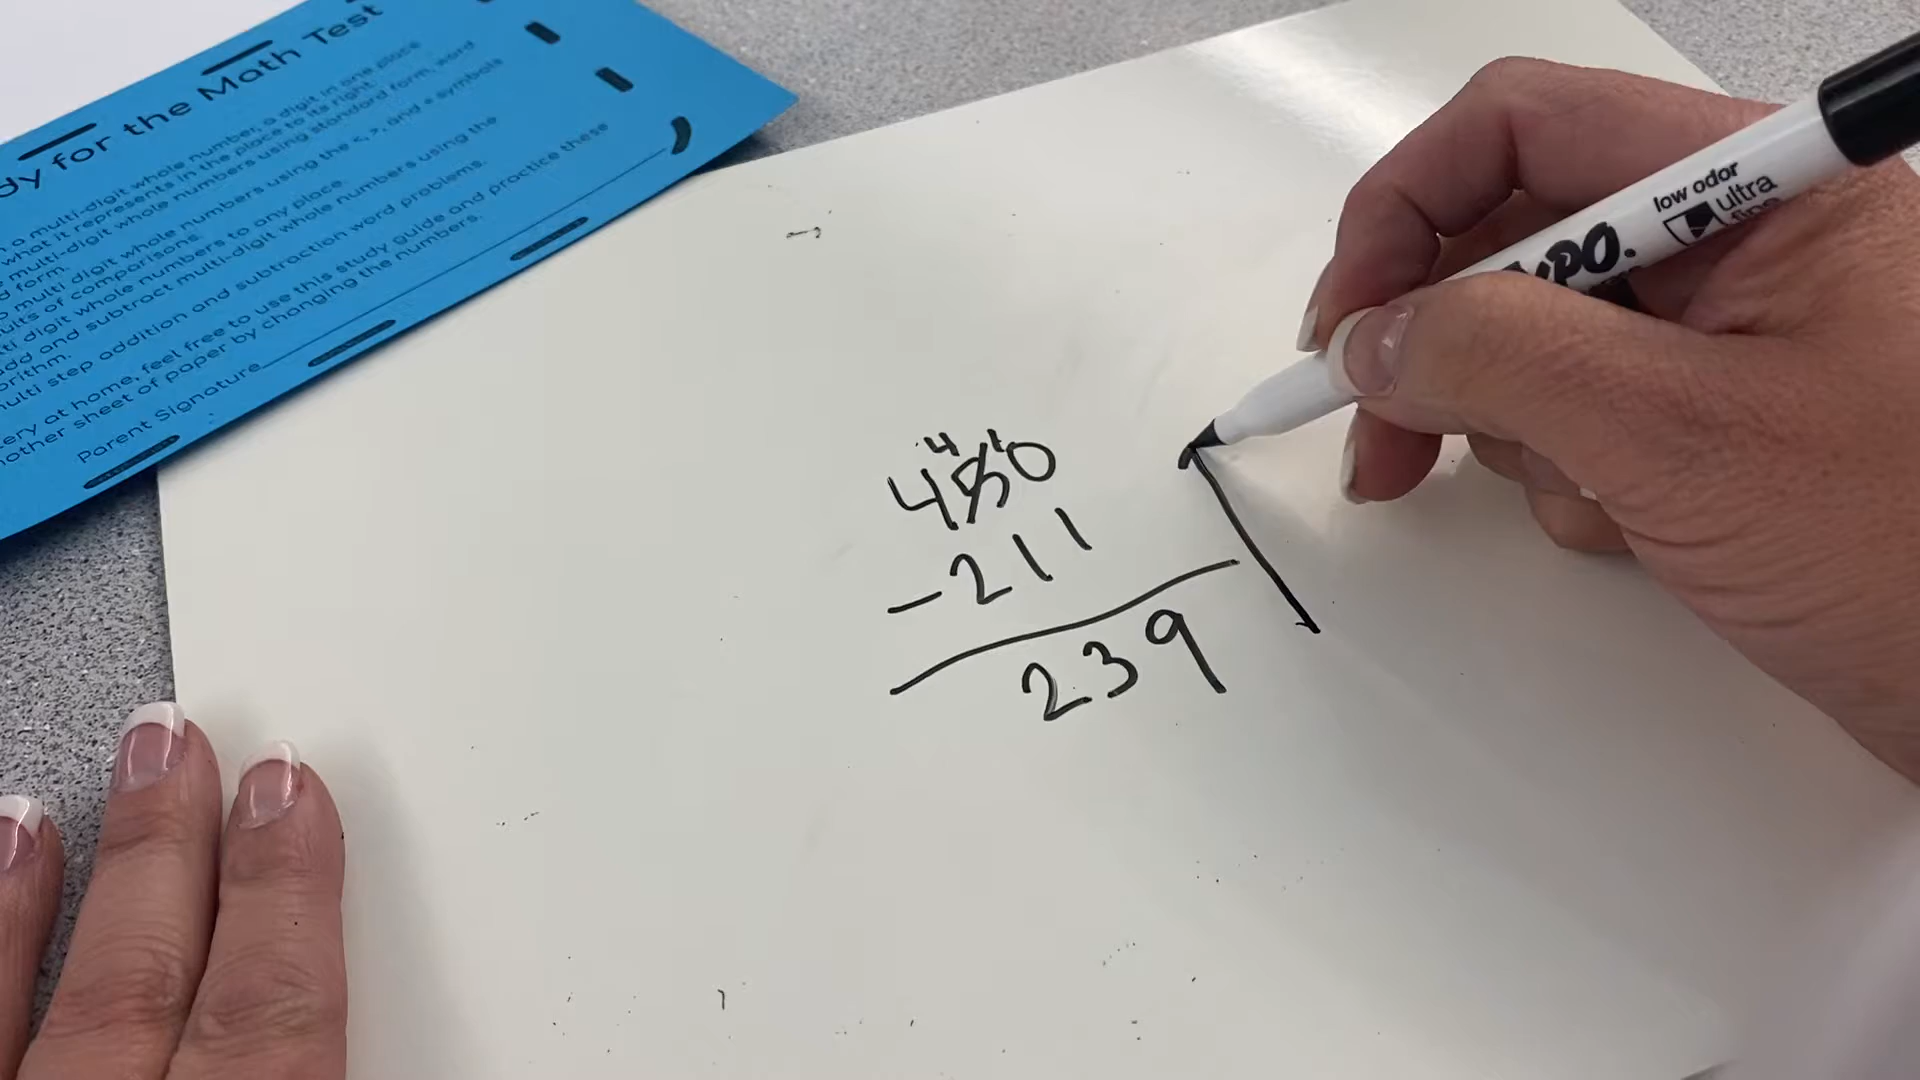 dy for the Math Test
n a multi-digit whole number, a digit in one place
what it represents in the place to its right.
multi-digit whole numbers using standard form, word
d form.
o multi digit whole numbers using the <, >, and = symbols
ults of comparisons.
ti digit whole numbers to any place.
add and subtract multi-digit whole numbers using the
orithm.
multi step addition and subtraction word problems.
ery at home, feel free to use this study guide and practice these
nother sheet of paper by changing the numbers.
Parent Signature
4 1
450
- 211
239
EXPO.
low odor
ultra
fine